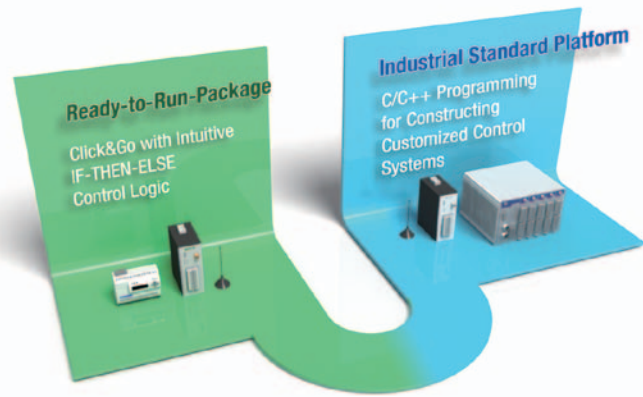 Ready-to-Run-Package
Click&Go with Intuitive
IF-THEN-ELSE
Control Logic
Industrial Standard Platform
C/C++ Programming
for Constructing
Customized Control
Systems